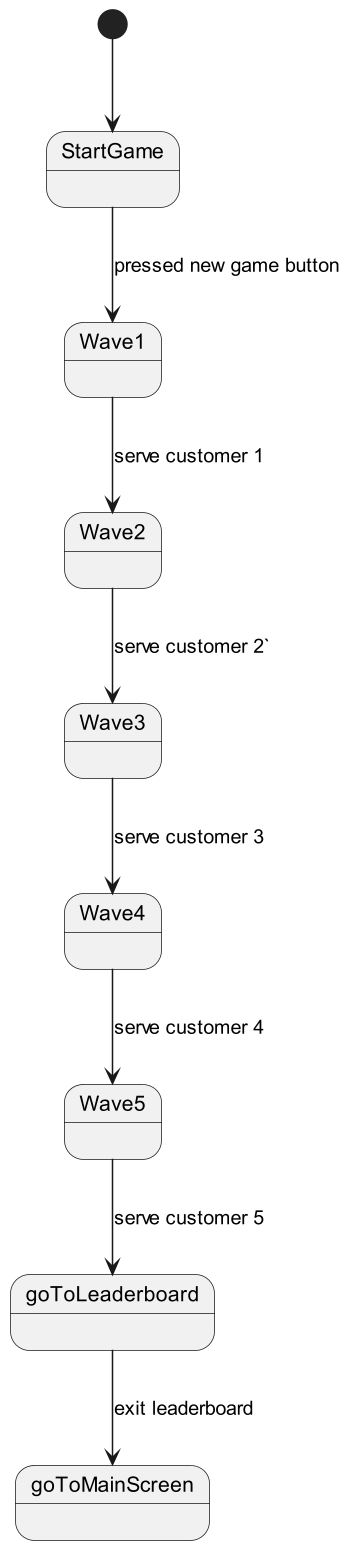 StartGame
pressed new game button
Wave1
serve customer 1
Wave2
serve customer 2`
Wave3
serve customer 3
Wave4
serve customer 4
Wave5
serve customer 5
goToLeaderboard
exit leaderboard
goToMainScreen